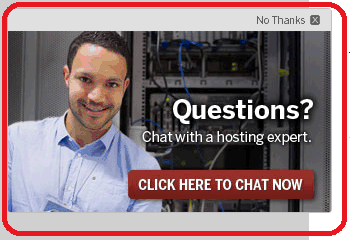 No Thanks X
Questions?
Chat with a hosting expert.
CLICK HERE TO CHAT NOW